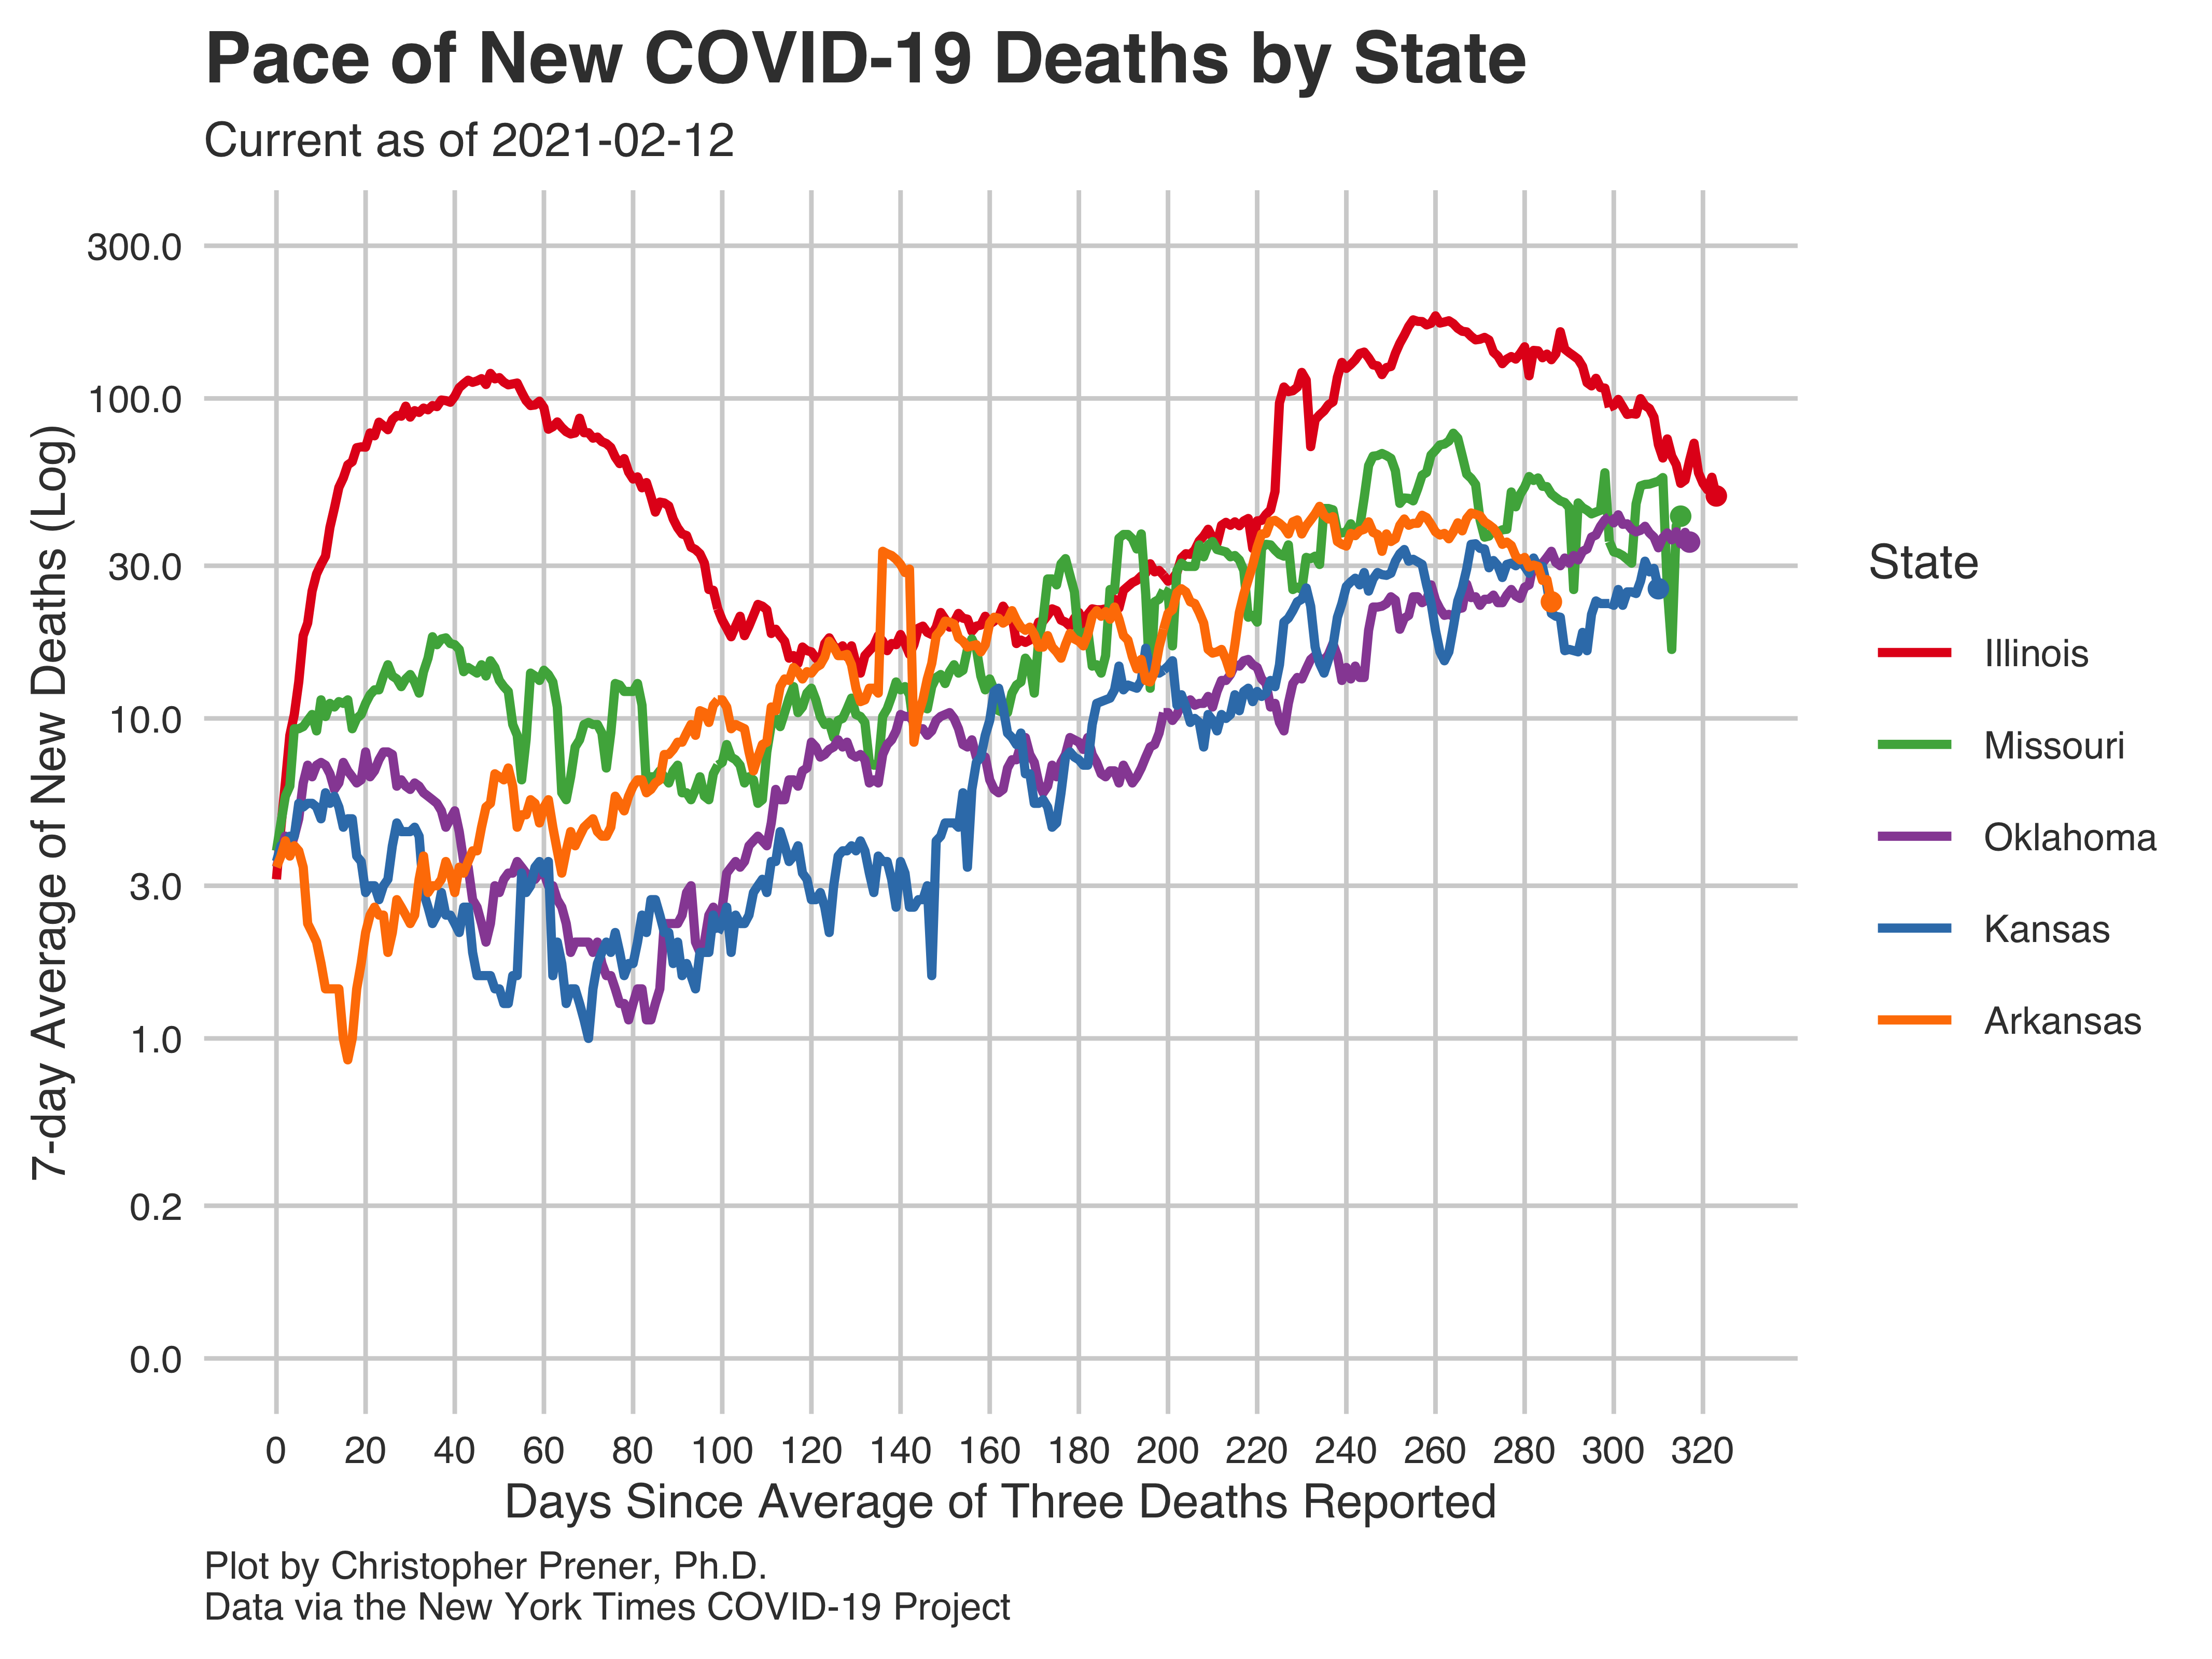 Pace of New COVID-19 Deaths by State
Current as of 2021-02-12
7-day Average of New Deaths (Log)
300.0
100.0
30.0
10.0
3.0
1.0
0.2
0.0
0 20 40 60 80 100 120 140 160 180 200 220 240 260 280 300 320
Days Since Average of Three Deaths Reported
State
Illinois
Missouri
Oklahoma
Kansas
Arkansas
Plot by Christopher Prener, Ph.D.
Data via the New York Times COVID-19 Project